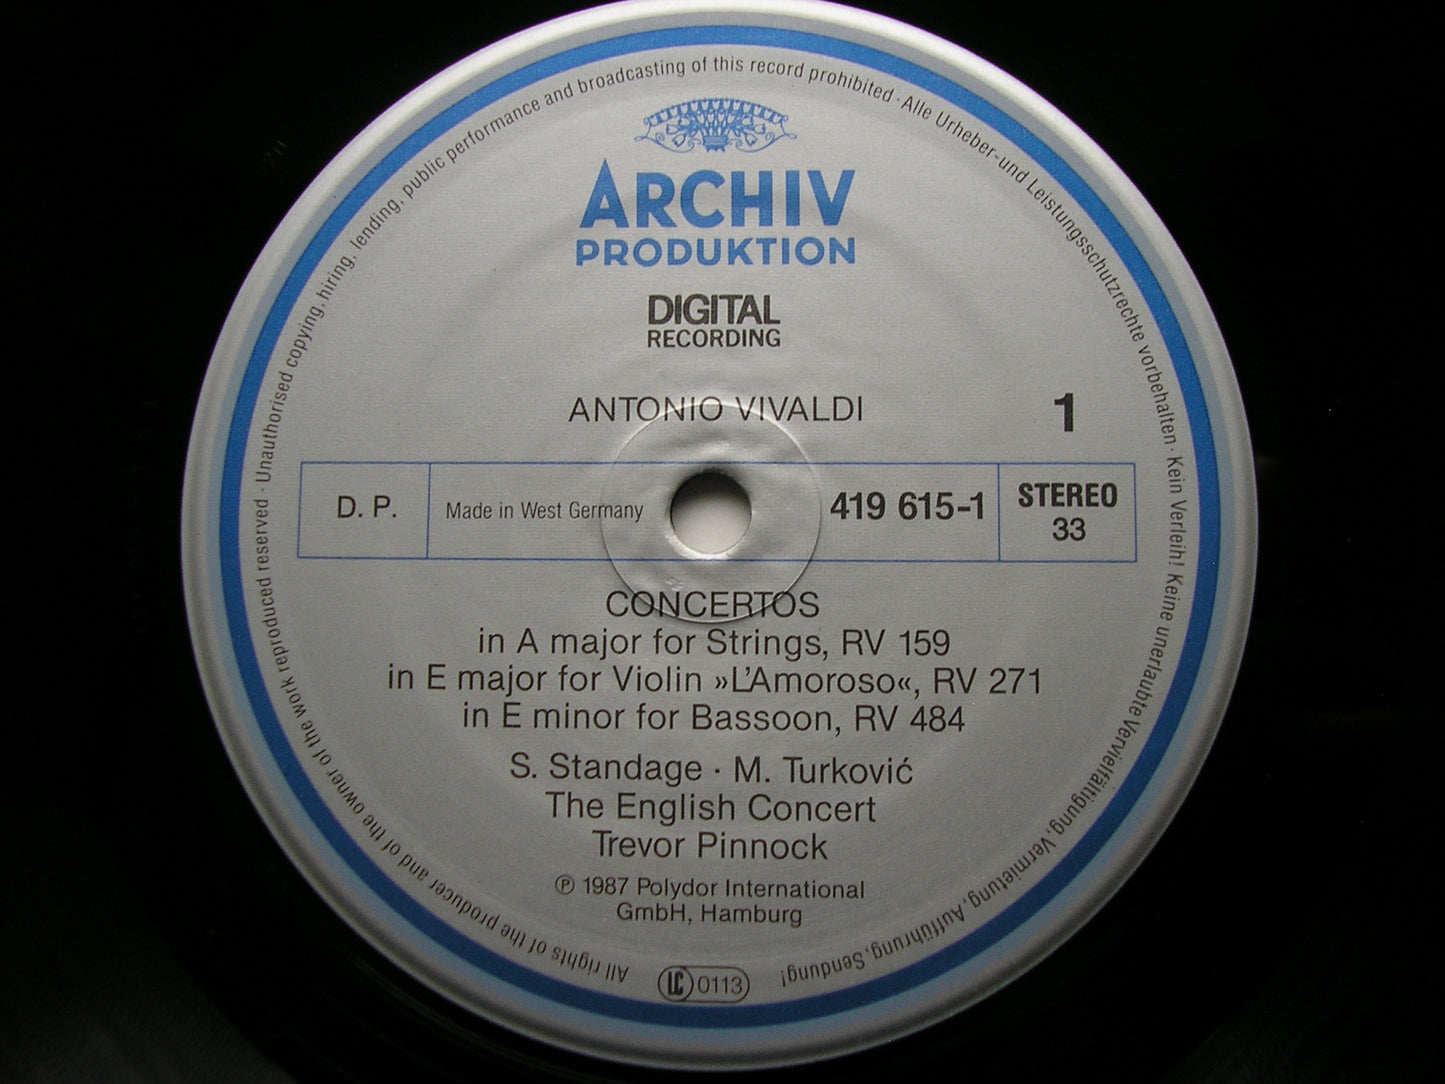 ARCHIV
PRODUKTION
DIGITAL
RECORDING
ANTONIO VIVALDI
1
D. P.
Made in West Germany
419 615-1
STEREO
33
CONCERTOS
in A major for Strings, RV 159
in E major for Violin »L'Amoroso«, RV 271
in E minor for Bassoon, RV 484
S. Standage · M. Turković
The English Concert
Trevor Pinnock
℗ 1987 Polydor International
GmbH, Hamburg
LC 0113
All rights of the producer and of the owner of the work reproduced reserved · Unauthorised copying, hiring, lending, public performance and broadcasting of this record prohibited · Alle Urheber- und Leistungsschutzrechte vorbehalten · Kein Verleih! Keine unerlaubte Vervielfältigung, Vermietung, Aufführung, Sendung!